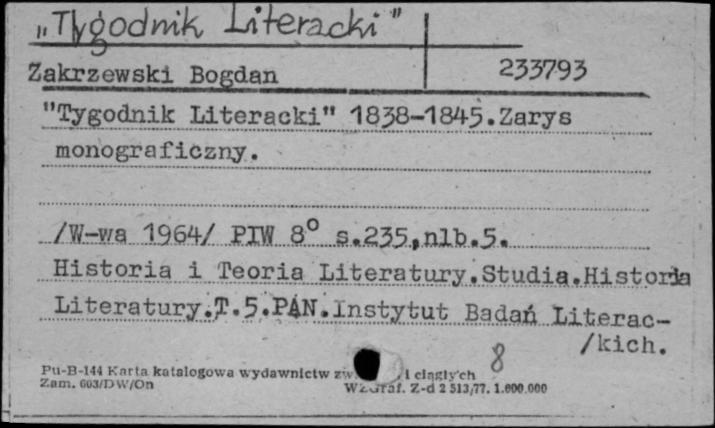 „Tygodnik Literacki"
Zakrzewski Bogdan 233793
"Tygodnik Literacki" 1838-1845.Zarys
monograficzny.
/W-wa 1964/ PIW 8° s.235,nlb.5.
Historia i Teoria Literatury.Studia.Historia
Literatury.T.5.PAN.Instytut Badań Literac-
/kich.
8
Pu-B-144 Karta katalogowa wydawnictw i ciągłych
Zam. 603/DW/On WZGraf. Z-d 2 513/77. 1.000.000